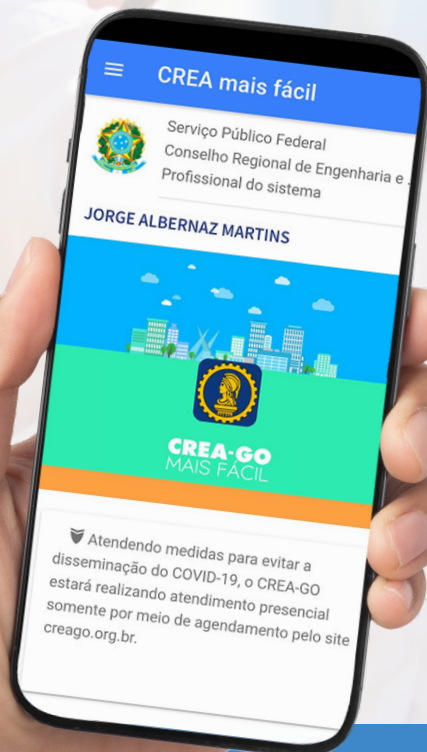 CREA mais fácil
Serviço Público Federal
Conselho Regional de Engenharia e .
Profissional do sistema
JORGE ALBERNAZ MARTINS
CREA-GO
MAIS FÁCIL
Atendendo medidas para evitar a
disseminação do COVID-19, o CREA-GO
estará realizando atendimento presencial
somente por meio de agendamento pelo site
creago.org.br.